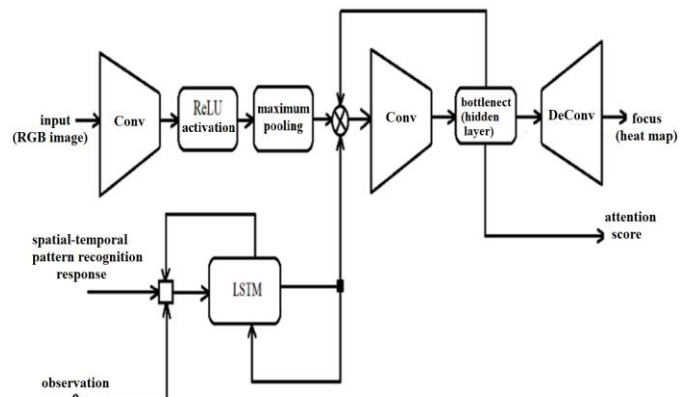 input
(RGB image)
Conv
ReLU
activation
maximum
pooling
Conv
bottlenect
(hidden
layer)
DeConv
focus
(heat map)
attention
score
spatial-temporal
pattern recognition
response
LSTM
observation